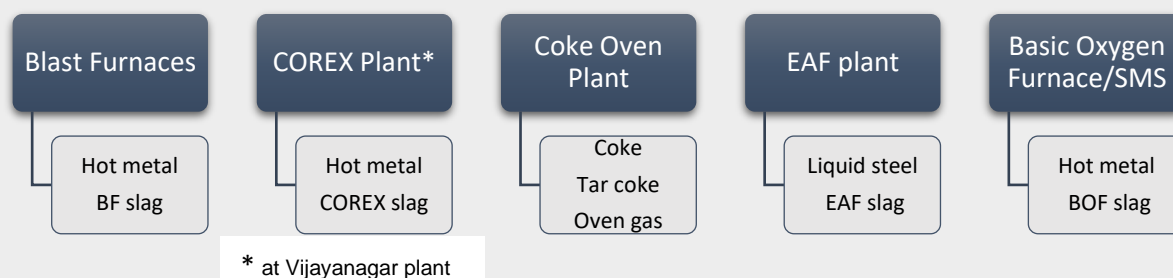 Blast Furnaces
Hot metal
BF slag
COREX Plant*
Hot metal
COREX slag
* at Vijayanagar plant
Coke Oven
Plant
Coke
Tar coke
Oven gas
EAF plant
Liquid steel
EAF slag
Basic Oxygen
Furnace/SMS
Hot metal
BOF slag